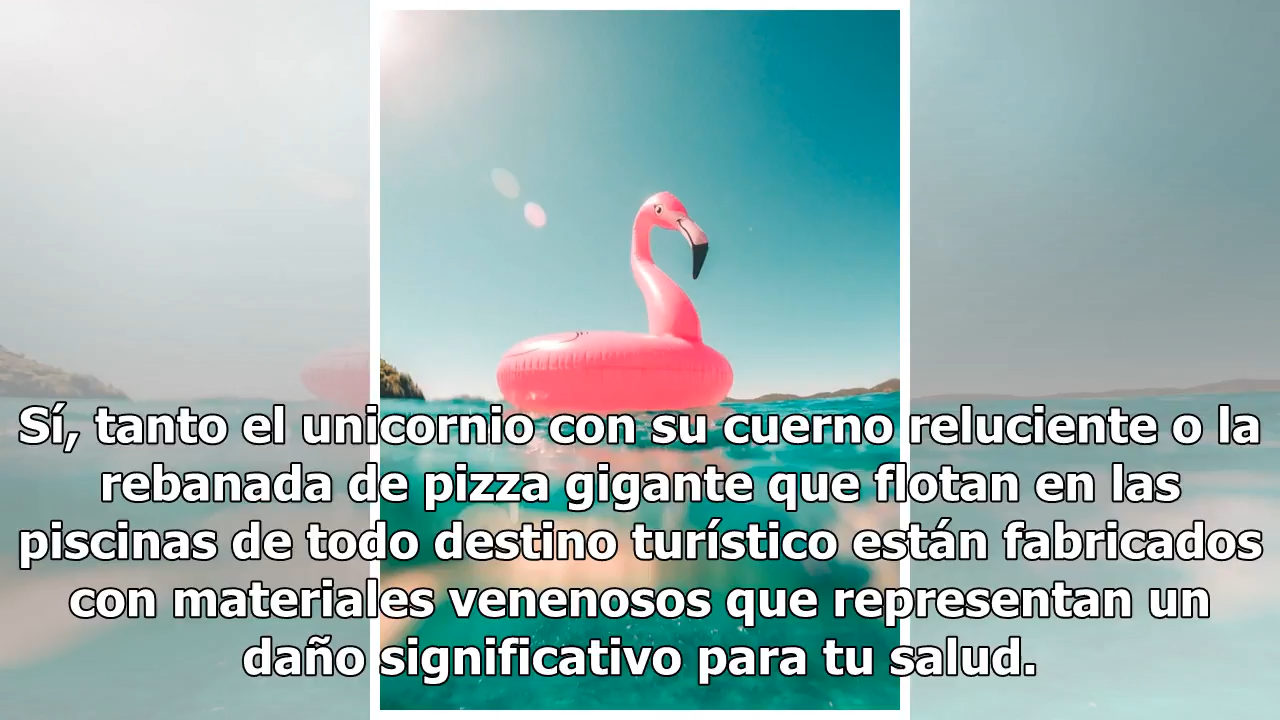 Sí, tanto el unicornio con su cuerno reluciente o la
rebanada de pizza gigante que flotan en las
piscinas de todo destino turístico están fabricados
con materiales venenosos que representan un
daño significativo para tu salud.